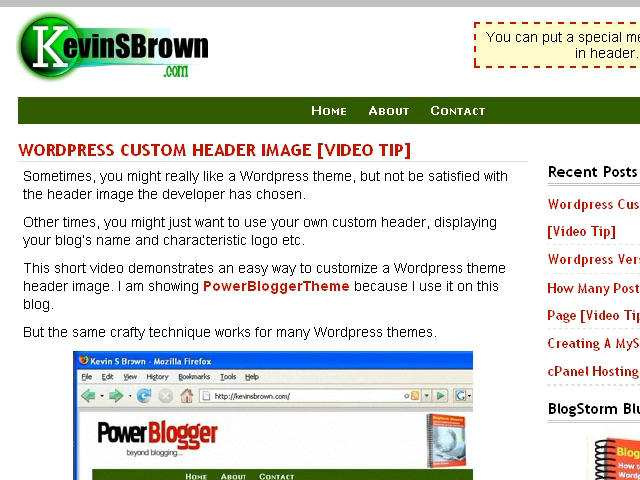 KevinSBrown
.com
You can put a special me
in header.
Home About Contact
WORDPRESS CUSTOM HEADER IMAGE [VIDEO TIP]
Sometimes, you might really like a Wordpress theme, but not be satisfied with
the header image the developer has chosen.
Other times, you might just want to use your own custom header, displaying
your blog's name and characteristic logo etc.
This short video demonstrates an easy way to customize a Wordpress theme
header image. I am showing PowerBloggerTheme because I use it on this
blog.
But the same crafty technique works for many Wordpress themes.
Kevin S Brown - Mozilla Firefox
File Edit View History Bookmarks Tools Help
http://kevinsbrown.com/
PowerBlogger
beyond blogging...
Home About Contact
Recent Posts
Wordpress Cus
[Video Tip]
Wordpress Vers
How Many Post
Page [Video Tip
Creating A MyS
cPanel Hosting
BlogStorm Blu
Blog